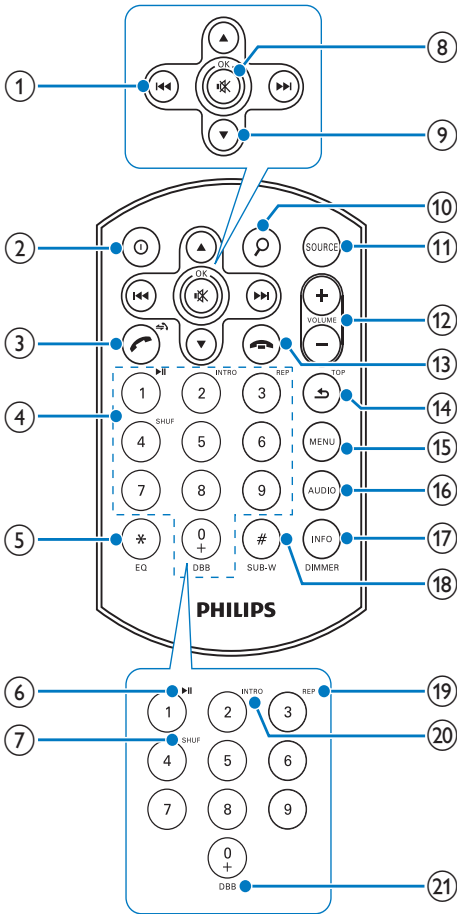 OK
8
1
9
10
2
SOURCE
11
OK
+
VOLUME
12
−
3
13
INTRO
REP
TOP
4
1
2
3
14
SHUF
4
5
6
MENU
15
7
8
9
AUDIO
16
5
*
0
+
#
INFO
17
EQ
DBB
SUB-W
DIMMER
18
PHILIPS
6
INTRO
REP
19
1
2
3
20
7
SHUF
4
5
6
7
8
9
0
+
DBB
21